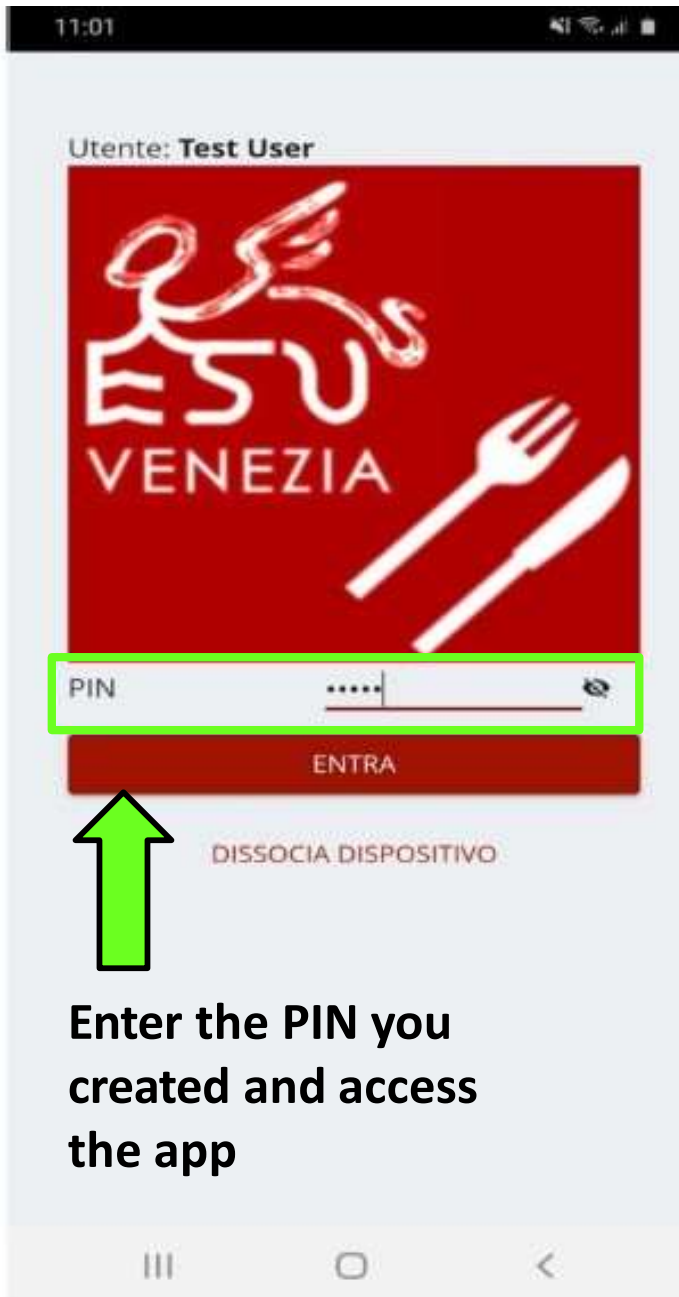 11:01
Utente: Test User
ESU
VENEZIA
PIN •••••
ENTRA
DISSOCIA DISPOSITIVO
Enter the PIN you
created and access
the app